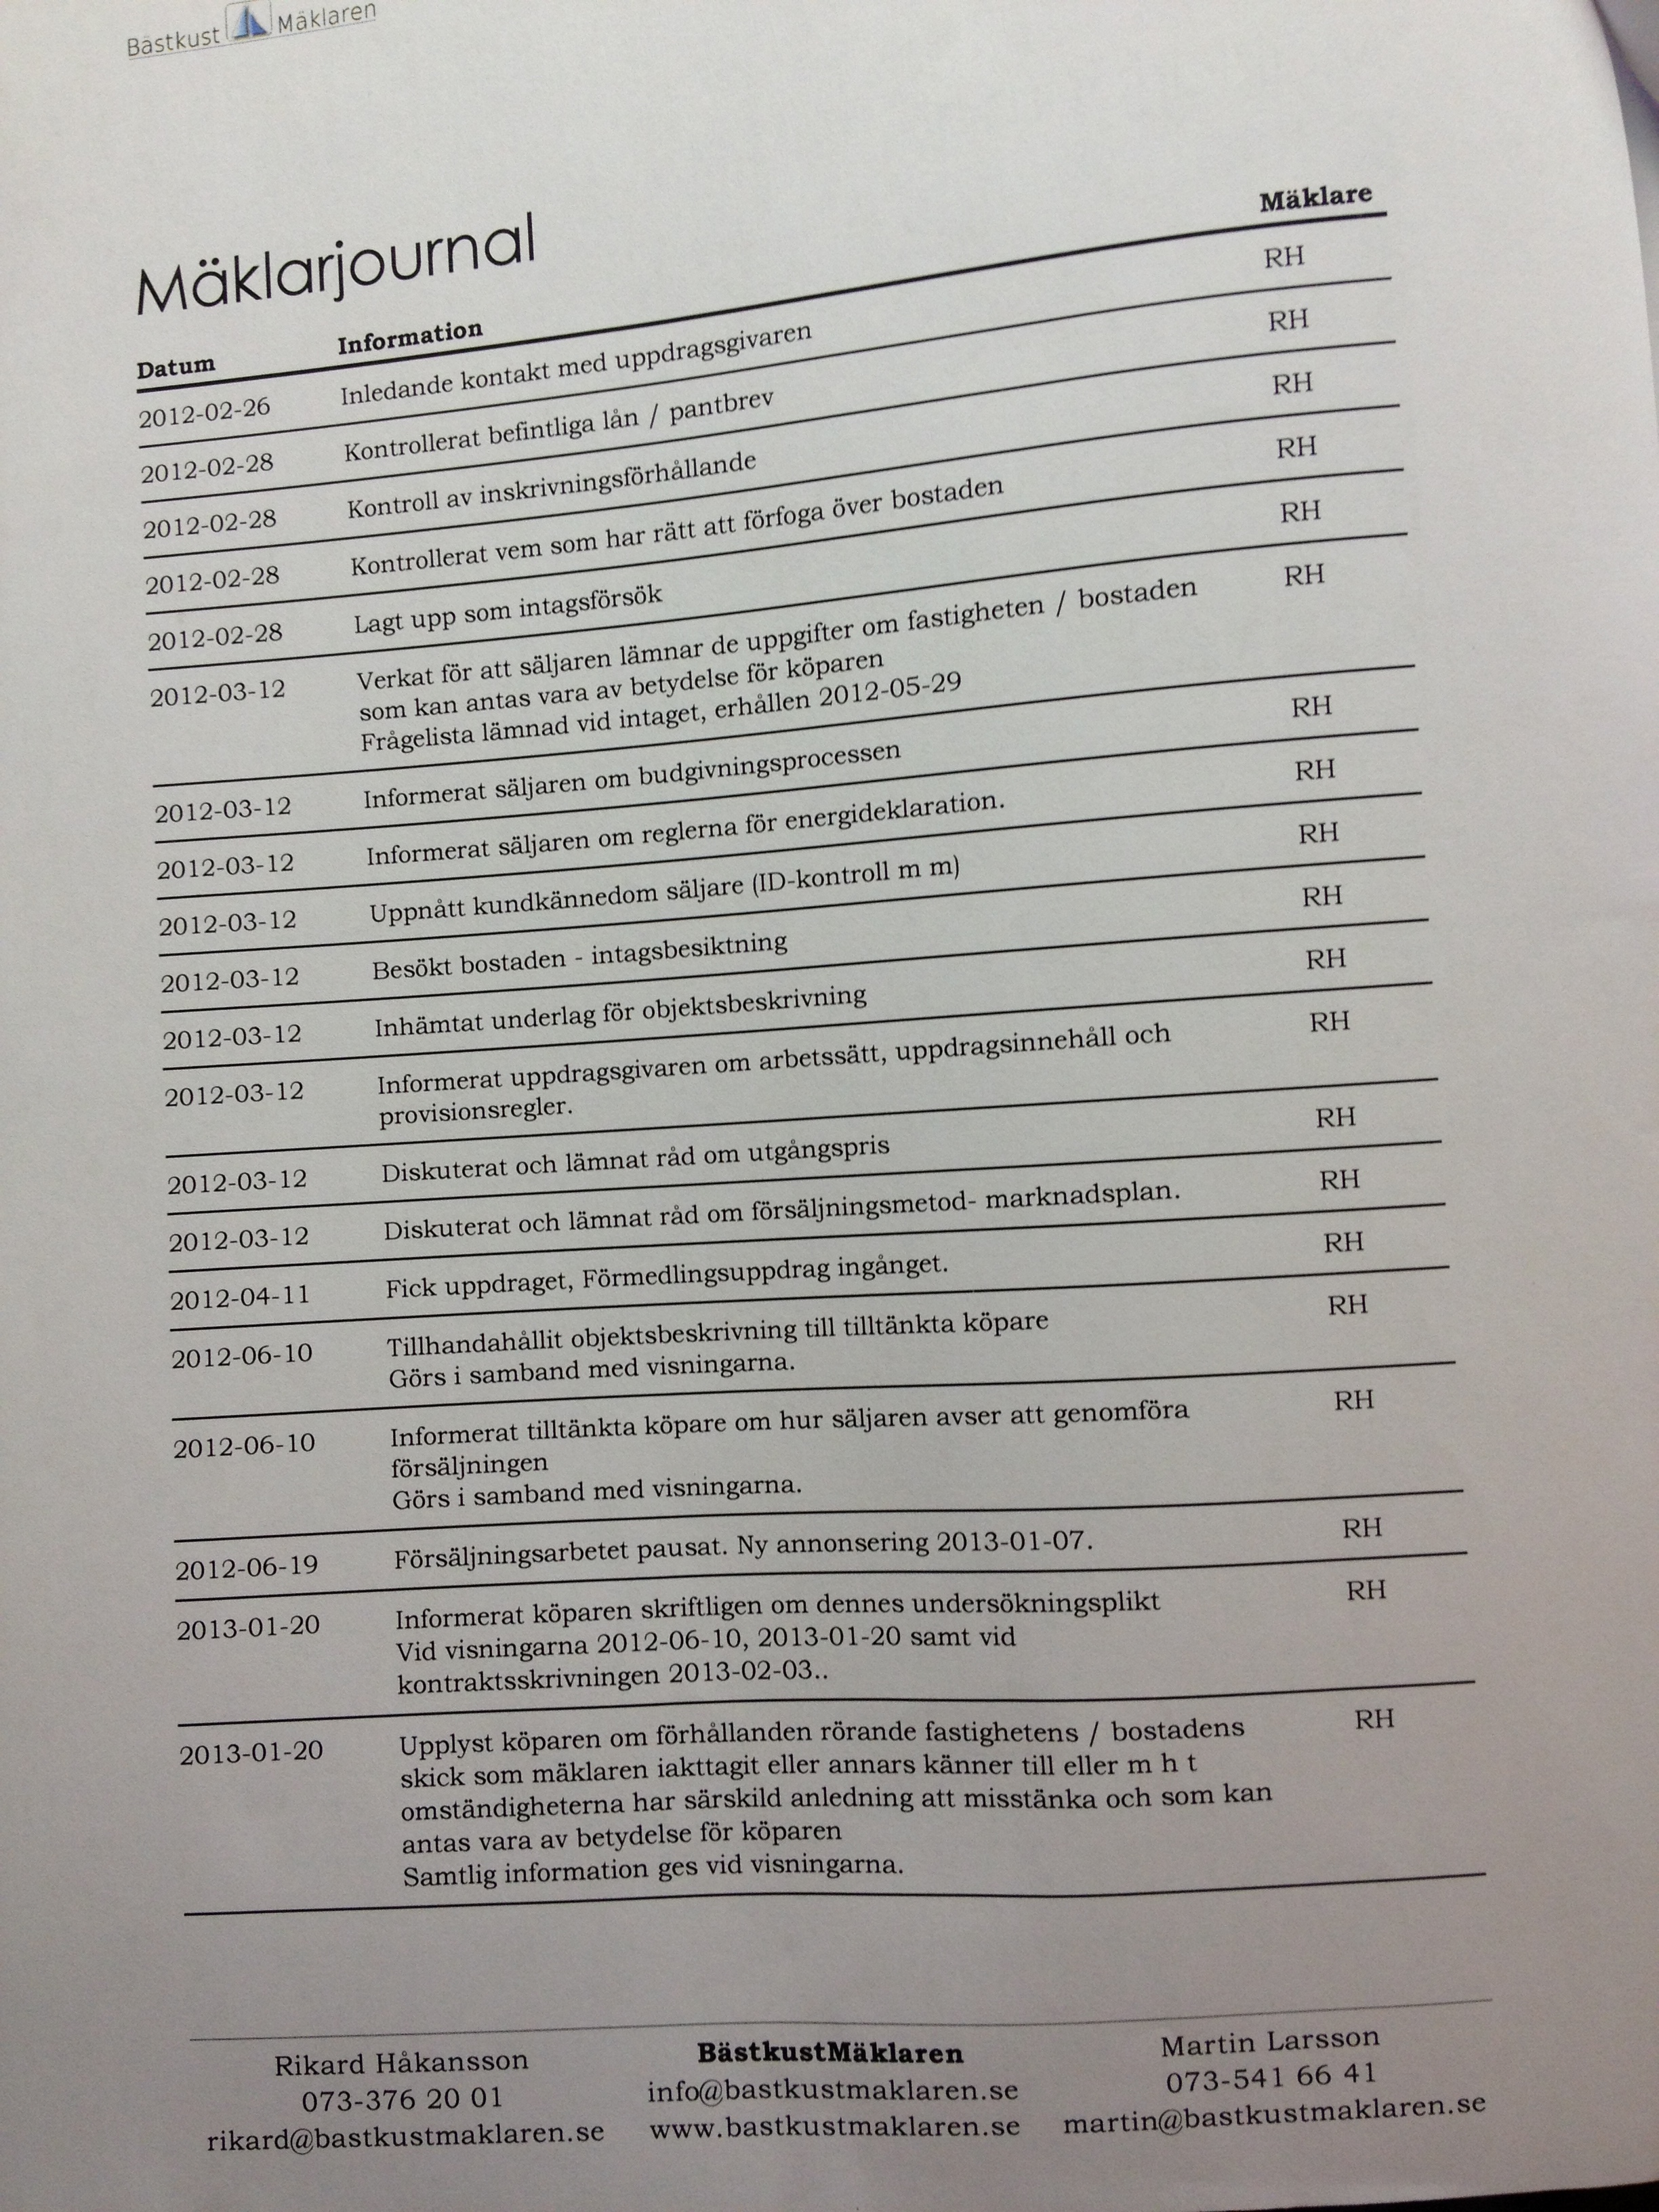 Bästkust Mäklaren
Mäklarjournal
Datum Information Mäklare
2012-02-26 Inledande kontakt med uppdragsgivaren RH
2012-02-28 Kontrollerat befintliga lån / pantbrev RH
2012-02-28 Kontroll av inskrivningsförhållande RH
2012-02-28 Kontrollerat vem som har rätt att förfoga över bostaden RH
2012-02-28 Lagt upp som intagsförsök RH
2012-03-12 Verkat för att säljaren lämnar de uppgifter om fastigheten / bostaden RH
som kan antas vara av betydelse för köparen
Frågelista lämnad vid intaget, erhållen 2012-05-29
2012-03-12 Informerat säljaren om budgivningsprocessen RH
2012-03-12 Informerat säljaren om reglerna för energideklaration. RH
2012-03-12 Uppnått kundkännedom säljare (ID-kontroll m m) RH
2012-03-12 Besökt bostaden - intagsbesiktning RH
2012-03-12 Inhämtat underlag för objektsbeskrivning RH
2012-03-12 Informerat uppdragsgivaren om arbetssätt, uppdragsinnehåll och RH
provisionsregler.
2012-03-12 Diskuterat och lämnat råd om utgångspris RH
2012-03-12 Diskuterat och lämnat råd om försäljningsmetod- marknadsplan. RH
2012-04-11 Fick uppdraget, Förmedlingsuppdrag ingånget. RH
2012-06-10 Tillhandahållit objektsbeskrivning till tilltänkta köpare RH
Görs i samband med visningarna.
2012-06-10 Informerat tilltänkta köpare om hur säljaren avser att genomföra RH
försäljningen
Görs i samband med visningarna.
2012-06-19 Försäljningsarbetet pausat. Ny annonsering 2013-01-07. RH
2013-01-20 Informerat köparen skriftligen om dennes undersökningsplikt RH
Vid visningarna 2012-06-10, 2013-01-20 samt vid
kontraktsskrivningen 2013-02-03..
2013-01-20 Upplyst köparen om förhållanden rörande fastighetens / bostadens RH
skick som mäklaren iakttagit eller annars känner till eller m h t
omständigheterna har särskild anledning att misstänka och som kan
antas vara av betydelse för köparen
Samtlig information ges vid visningarna.
Rikard Håkansson BästkustMäklaren Martin Larsson
073-376 20 01 info@bastkustmaklaren.se 073-541 66 41
rikard@bastkustmaklaren.se www.bastkustmaklaren.se martin@bastkustmaklaren.se